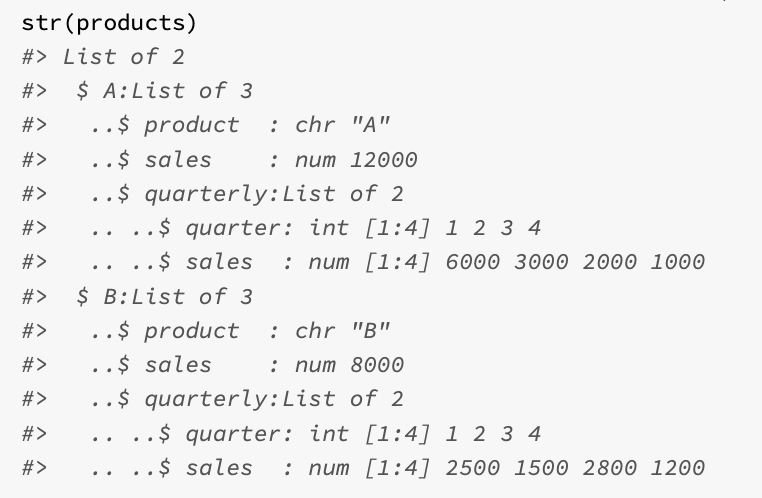 str(products)
#> List of 2
#>  $ A:List of 3
#>   ..$ product  : chr "A"
#>   ..$ sales    : num 12000
#>   ..$ quarterly:List of 2
#>   .. ..$ quarter: int [1:4] 1 2 3 4
#>   .. ..$ sales  : num [1:4] 6000 3000 2000 1000
#>  $ B:List of 3
#>   ..$ product  : chr "B"
#>   ..$ sales    : num 8000
#>   ..$ quarterly:List of 2
#>   .. ..$ quarter: int [1:4] 1 2 3 4
#>   .. ..$ sales  : num [1:4] 2500 1500 2800 1200